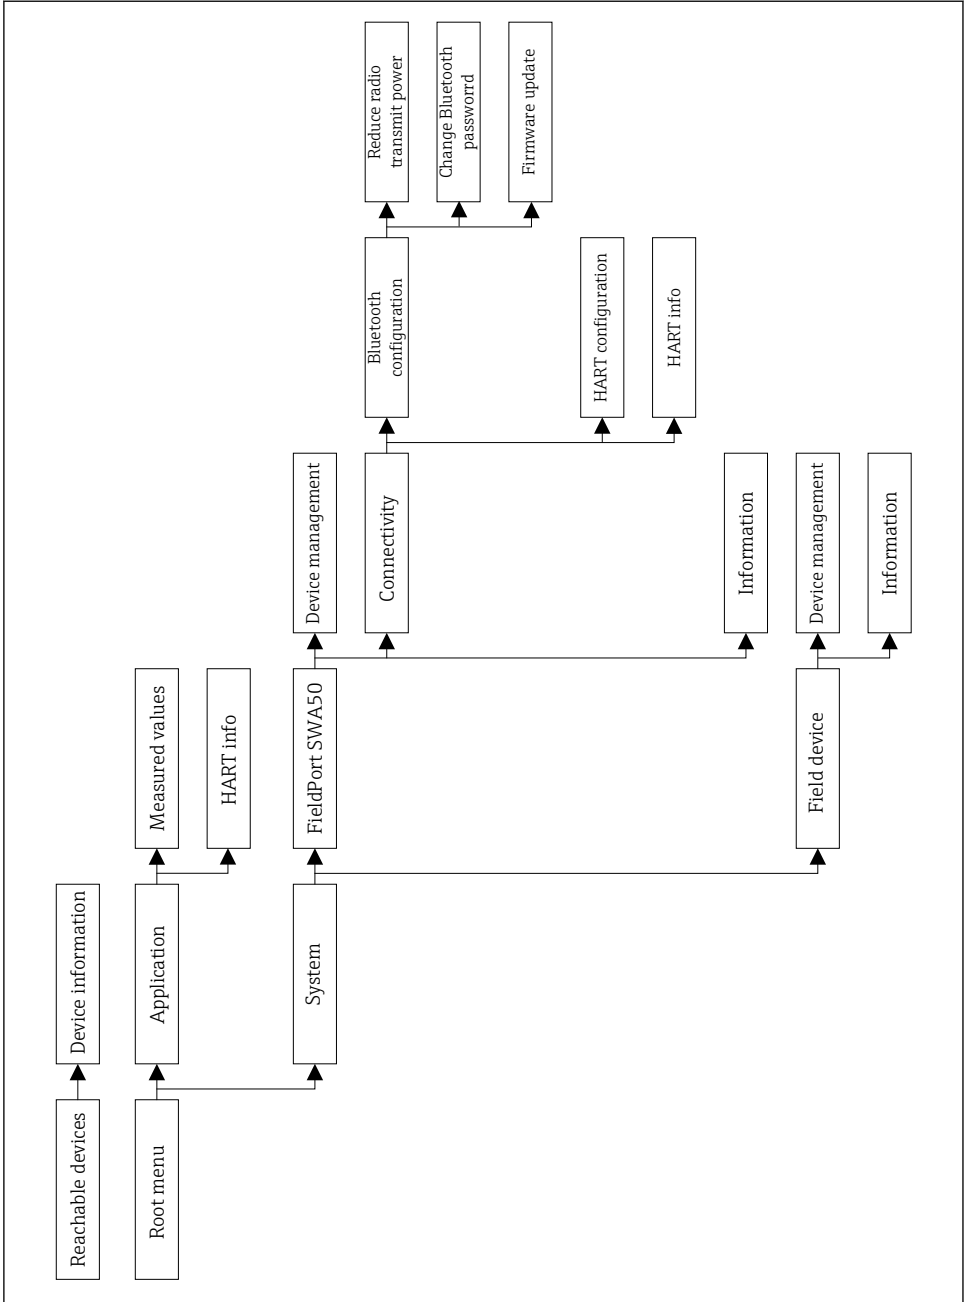 Reachable devices
Device information
Root menu
Application
Measured values
HART info
System
FieldPort SWA50
Device management
Connectivity
Bluetooth
configuration
Reduce radio
transmit power
Change Bluetooth
passworrd
Firmware update
HART configuration
HART info
Information
Field device
Device management
Information